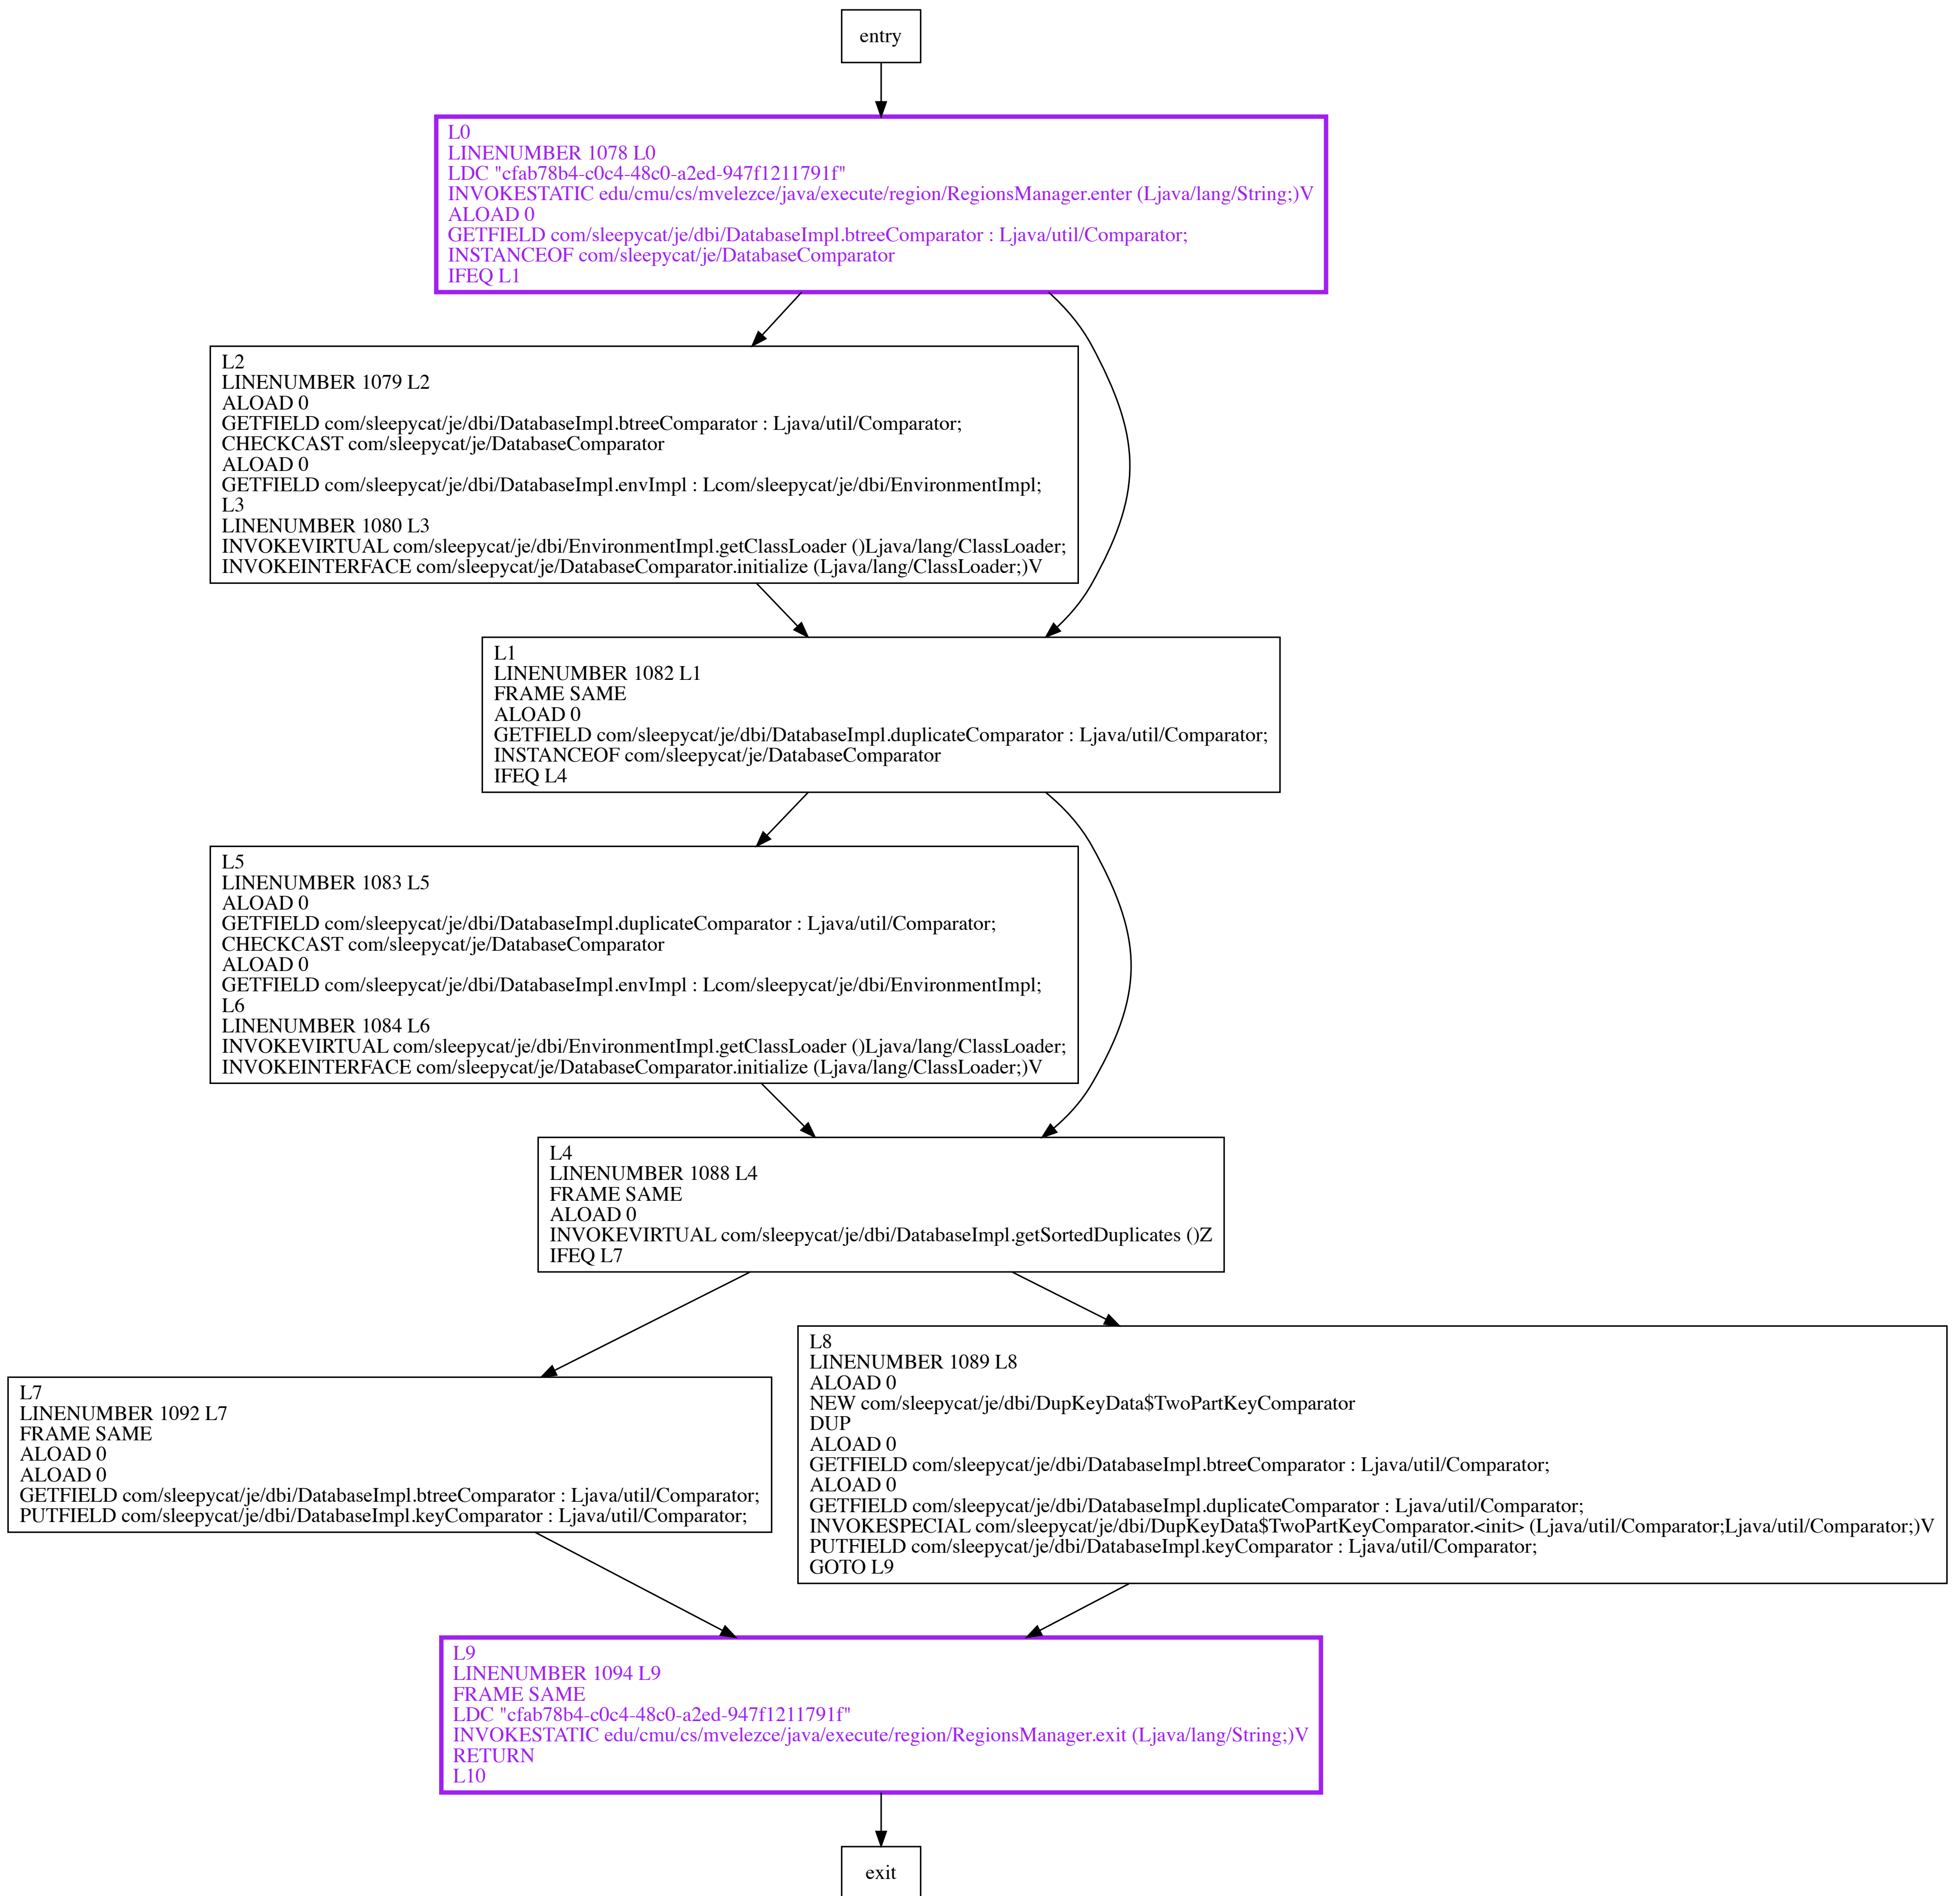 entry
L0
LINENUMBER 1078 L0
LDC "cfab78b4-c0c4-48c0-a2ed-947f1211791f"
INVOKESTATIC edu/cmu/cs/mvelezce/java/execute/region/RegionsManager.enter (Ljava/lang/String;)V
ALOAD 0
GETFIELD com/sleepycat/je/dbi/DatabaseImpl.btreeComparator : Ljava/util/Comparator;
INSTANCEOF com/sleepycat/je/DatabaseComparator
IFEQ L1
L2
LINENUMBER 1079 L2
ALOAD 0
GETFIELD com/sleepycat/je/dbi/DatabaseImpl.btreeComparator : Ljava/util/Comparator;
CHECKCAST com/sleepycat/je/DatabaseComparator
ALOAD 0
GETFIELD com/sleepycat/je/dbi/DatabaseImpl.envImpl : Lcom/sleepycat/je/dbi/EnvironmentImpl;
L3
LINENUMBER 1080 L3
INVOKEVIRTUAL com/sleepycat/je/dbi/EnvironmentImpl.getClassLoader ()Ljava/lang/ClassLoader;
INVOKEINTERFACE com/sleepycat/je/DatabaseComparator.initialize (Ljava/lang/ClassLoader;)V
L1
LINENUMBER 1082 L1
FRAME SAME
ALOAD 0
GETFIELD com/sleepycat/je/dbi/DatabaseImpl.duplicateComparator : Ljava/util/Comparator;
INSTANCEOF com/sleepycat/je/DatabaseComparator
IFEQ L4
L5
LINENUMBER 1083 L5
ALOAD 0
GETFIELD com/sleepycat/je/dbi/DatabaseImpl.duplicateComparator : Ljava/util/Comparator;
CHECKCAST com/sleepycat/je/DatabaseComparator
ALOAD 0
GETFIELD com/sleepycat/je/dbi/DatabaseImpl.envImpl : Lcom/sleepycat/je/dbi/EnvironmentImpl;
L6
LINENUMBER 1084 L6
INVOKEVIRTUAL com/sleepycat/je/dbi/EnvironmentImpl.getClassLoader ()Ljava/lang/ClassLoader;
INVOKEINTERFACE com/sleepycat/je/DatabaseComparator.initialize (Ljava/lang/ClassLoader;)V
L4
LINENUMBER 1088 L4
FRAME SAME
ALOAD 0
INVOKEVIRTUAL com/sleepycat/je/dbi/DatabaseImpl.getSortedDuplicates ()Z
IFEQ L7
L7
LINENUMBER 1092 L7
FRAME SAME
ALOAD 0
ALOAD 0
GETFIELD com/sleepycat/je/dbi/DatabaseImpl.btreeComparator : Ljava/util/Comparator;
PUTFIELD com/sleepycat/je/dbi/DatabaseImpl.keyComparator : Ljava/util/Comparator;
L8
LINENUMBER 1089 L8
ALOAD 0
NEW com/sleepycat/je/dbi/DupKeyData$TwoPartKeyComparator
DUP
ALOAD 0
GETFIELD com/sleepycat/je/dbi/DatabaseImpl.btreeComparator : Ljava/util/Comparator;
ALOAD 0
GETFIELD com/sleepycat/je/dbi/DatabaseImpl.duplicateComparator : Ljava/util/Comparator;
INVOKESPECIAL com/sleepycat/je/dbi/DupKeyData$TwoPartKeyComparator.<init> (Ljava/util/Comparator;Ljava/util/Comparator;)V
PUTFIELD com/sleepycat/je/dbi/DatabaseImpl.keyComparator : Ljava/util/Comparator;
GOTO L9
L9
LINENUMBER 1094 L9
FRAME SAME
LDC "cfab78b4-c0c4-48c0-a2ed-947f1211791f"
INVOKESTATIC edu/cmu/cs/mvelezce/java/execute/region/RegionsManager.exit (Ljava/lang/String;)V
RETURN
L10
exit